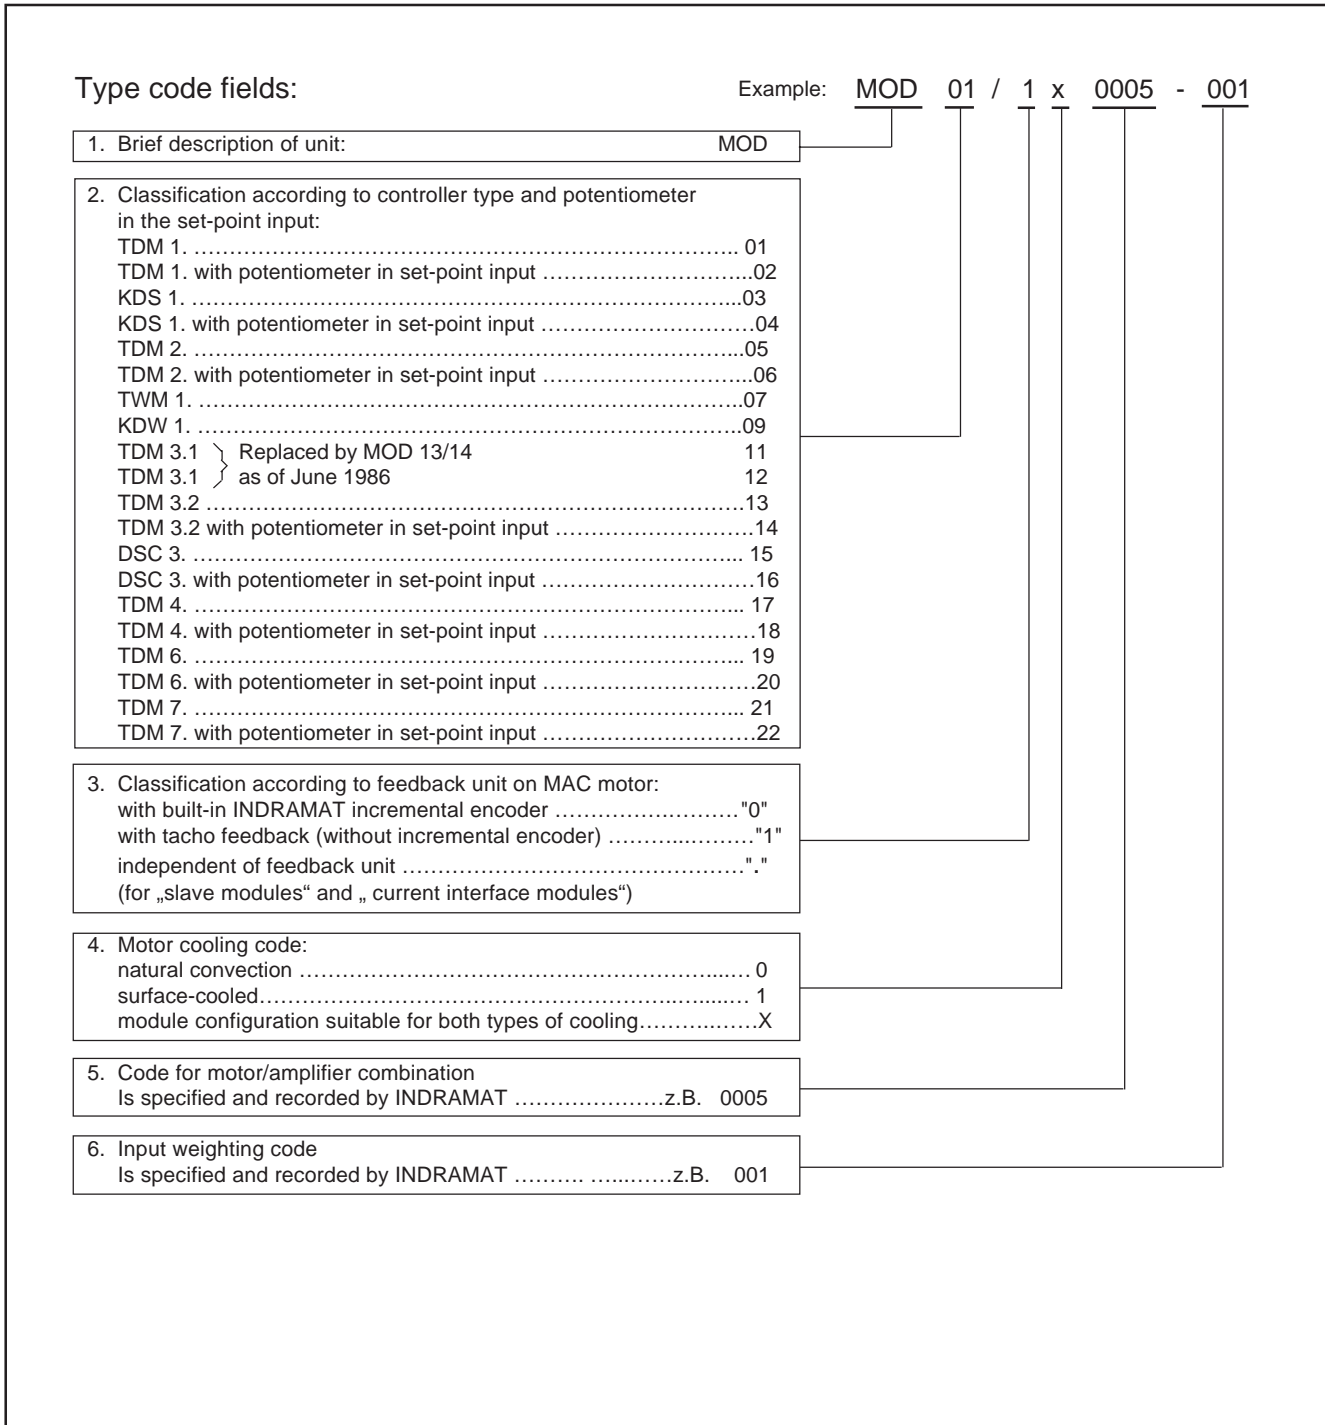 Type code fields:
Example: MOD 01 / 1 x 0005 - 001
1. Brief description of unit: MOD
2. Classification according to controller type and potentiometer
in the set-point input:
TDM 1. ………………………………………………………………….. 01
TDM 1. with potentiometer in set-point input ………………………...02
KDS 1. …………………………………………………………………...03
KDS 1. with potentiometer in set-point input …………………………04
TDM 2. …………………………………………………………………...05
TDM 2. with potentiometer in set-point input ………………………...06
TWM 1. ………………………………………………………………….07
KDW 1. …………………………………………………………………..09
TDM 3.1 Replaced by MOD 13/14 11
TDM 3.1 as of June 1986 12
TDM 3.2 …………………………………………………………………….13
TDM 3.2 with potentiometer in set-point input ……………………….14
DSC 3. …………………………………………………………………... 15
DSC 3. with potentiometer in set-point input …………………………16
TDM 4. …………………………………………………………………... 17
TDM 4. with potentiometer in set-point input …………………………18
TDM 6. …………………………………………………………………... 19
TDM 6. with potentiometer in set-point input …………………………20
TDM 7. …………………………………………………………………... 21
TDM 7. with potentiometer in set-point input …………………………22
3. Classification according to feedback unit on MAC motor:
with built-in INDRAMAT incremental encoder ……………..………"0"
with tacho feedback (without incremental encoder) ………...………"1"
independent of feedback unit …………………………………………"."
(for „slave modules“ and „ current interface modules“)
4. Motor cooling code:
natural convection …………………………………………………....… 0
surface-cooled……………………………………………………..….....… 1
module configuration suitable for both types of cooling………..……X
5. Code for motor/amplifier combination
Is specified and recorded by INDRAMAT …………………z.B. 0005
6. Input weighting code
Is specified and recorded by INDRAMAT ………. …...……z.B. 001